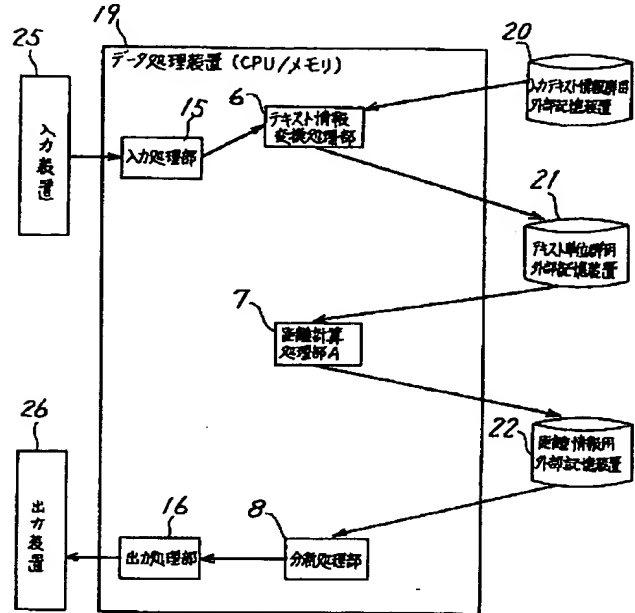 19
データ処理装置(CPU/メモリ)
25
入力装置
15
入力処理部
6
テキスト情報
変換処理部
20
入力テキスト情報群用
外部記憶装置
21
テキスト単位群用
外部記憶装置
7
距離計算
処理部A
22
距離情報用
外部記憶装置
26
出力装置
16
出力処理部
8
分類処理部